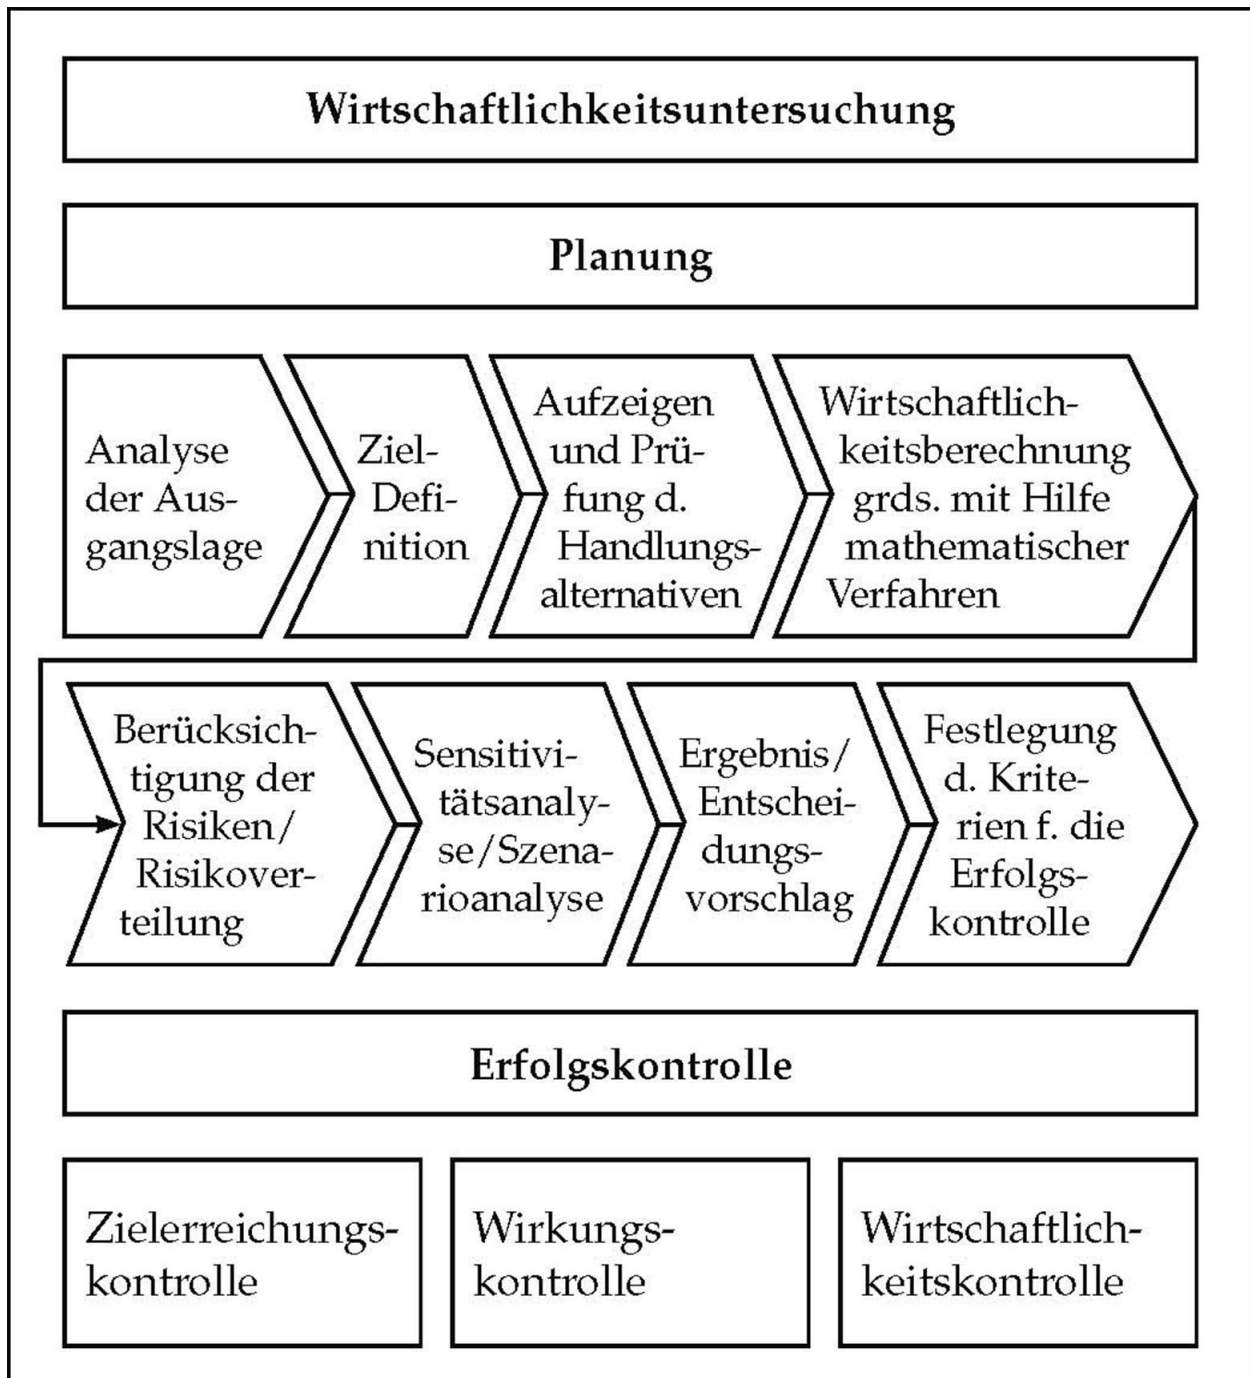 Wirtschaftlichkeitsuntersuchung
Planung
Analyse
der Aus-
gangslage
Ziel-
Defi-
nition
Aufzeigen
und Prü-
fung d.
Handlungs-
alternativen
Wirtschaftlich-
keitsberechnung
grds. mit Hilfe
mathematischer
Verfahren
Berücksich-
tigung der
Risiken/
Risikover-
teilung
Sensitivi-
tätsanaly-
se/Szena-
rioanalyse
Ergebnis/
Entschei-
dungs-
vorschlag
Festlegung
d. Krite-
rien f. die
Erfolgs-
kontrolle
Erfolgskontrolle
Zielerreichungs-
kontrolle
Wirkungs-
kontrolle
Wirtschaftlich-
keitskontrolle